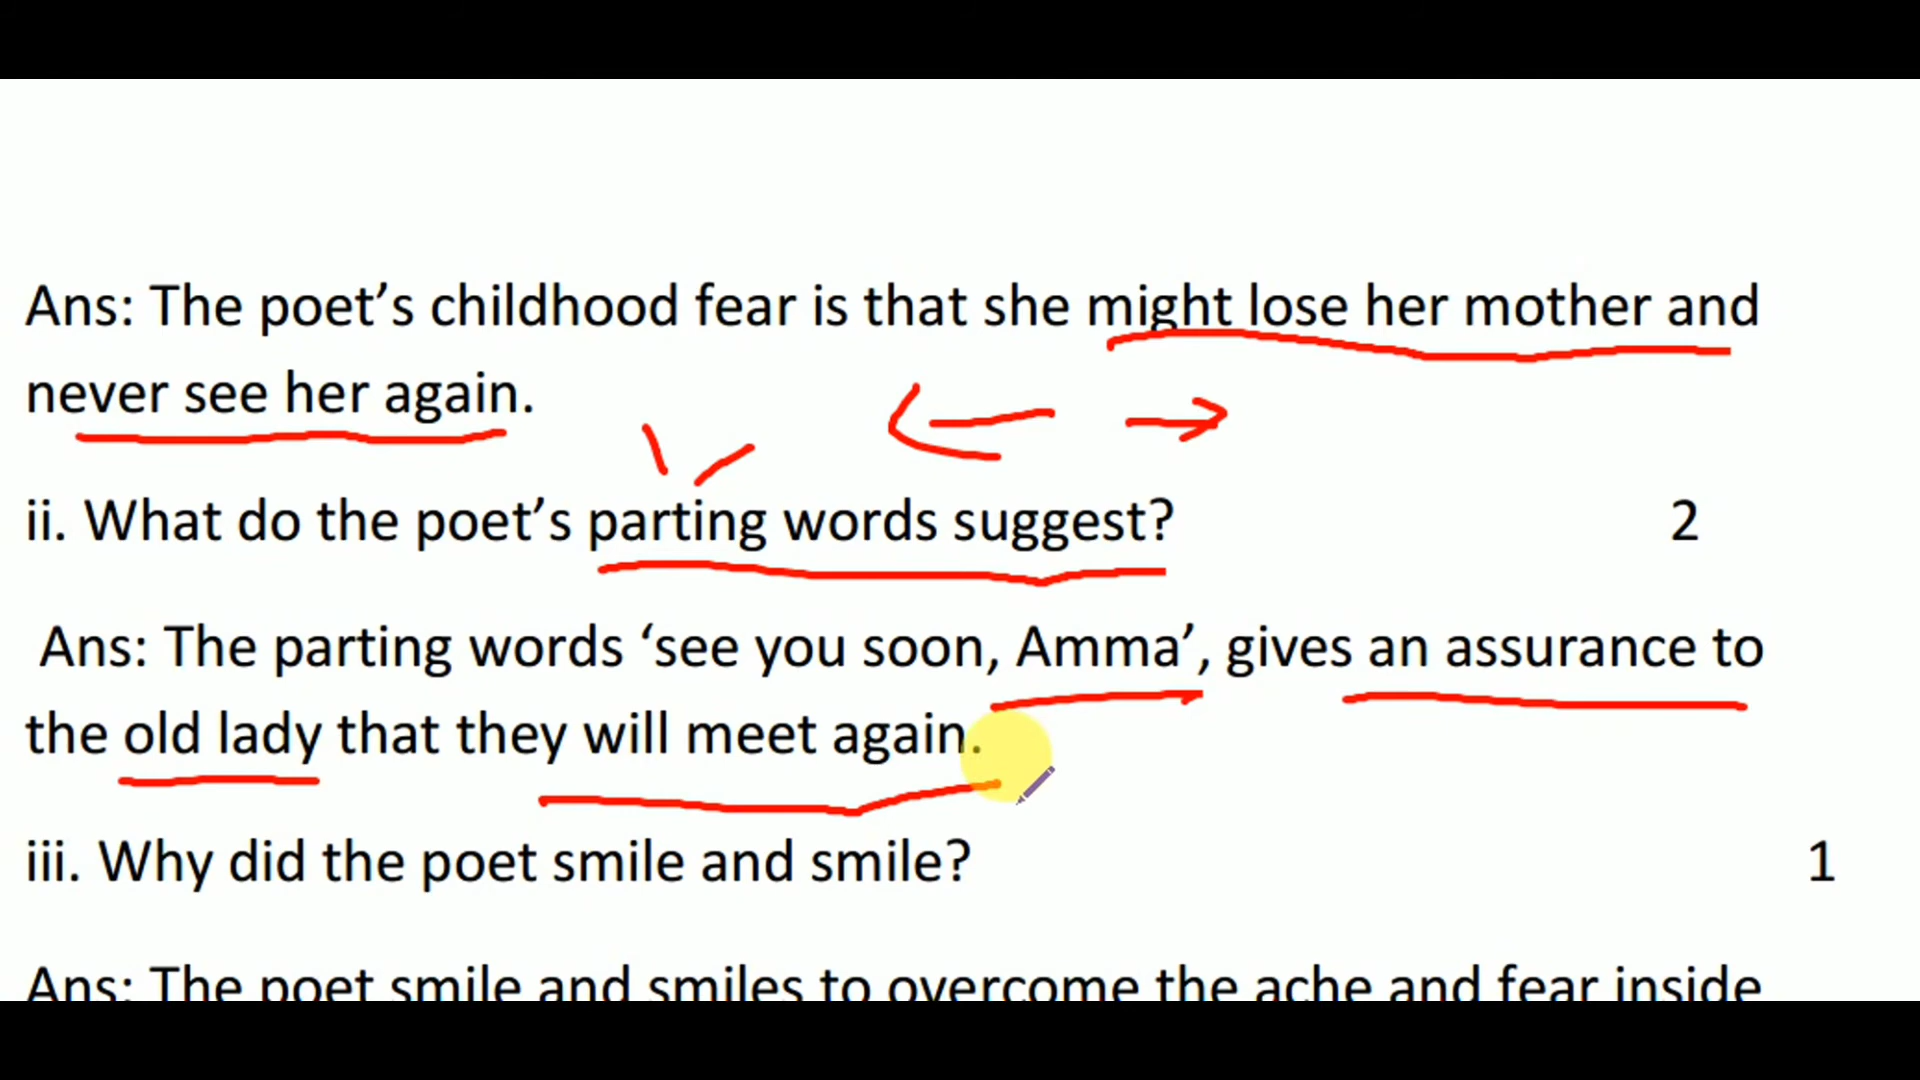 Ans: The poet’s childhood fear is that she might lose her mother and
never see her again.
ii. What do the poet’s parting words suggest? 2
Ans: The parting words ‘see you soon, Amma’, gives an assurance to
the old lady that they will meet again.
iii. Why did the poet smile and smile? 1
Ans: The poet smile and smiles to overcome the ache and fear inside